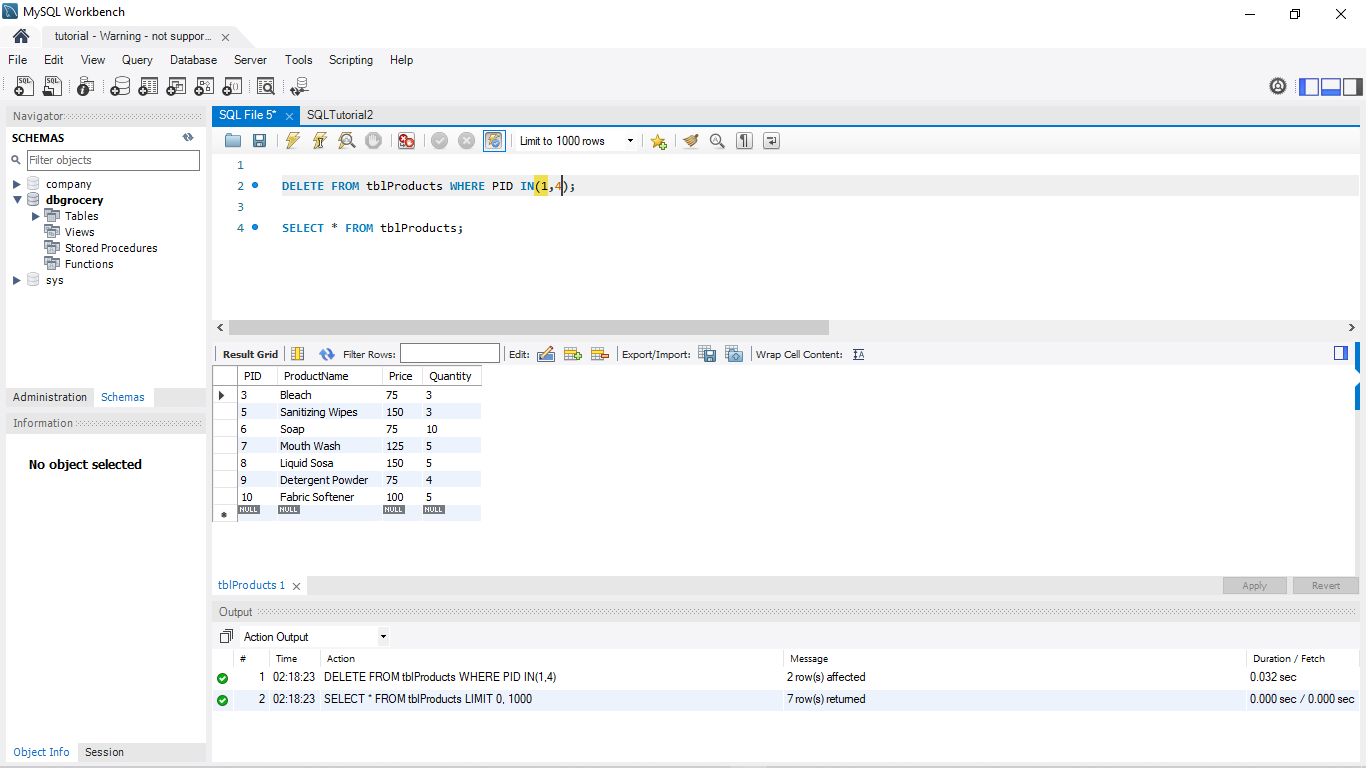 MySQL Workbench
tutorial - Warning - not suppor...
File Edit View Query Database Server Tools Scripting Help
Navigator
SCHEMAS
Filter objects
company
dbgrocery
Tables
Views
Stored Procedures
Functions
sys
Administration Schemas
Information
No object selected
Object Info Session
SQL File 5* SQLTutorial2
Limit to 1000 rows
1
2 DELETE FROM tblProducts WHERE PID IN(1,4);
3
4 SELECT * FROM tblProducts;
Result Grid Filter Rows: Edit: Export/Import: Wrap Cell Content:
PID ProductName Price Quantity
3 Bleach 75 3
5 Sanitizing Wipes 150 3
6 Soap 75 10
7 Mouth Wash 125 5
8 Liquid Sosa 150 5
9 Detergent Powder 75 4
10 Fabric Softener 100 5
NULL NULL NULL NULL
tblProducts 1 Apply Revert
Output
Action Output
# Time Action Message Duration / Fetch
1 02:18:23 DELETE FROM tblProducts WHERE PID IN(1,4) 2 row(s) affected 0.032 sec
2 02:18:23 SELECT * FROM tblProducts LIMIT 0, 1000 7 row(s) returned 0.000 sec / 0.000 sec